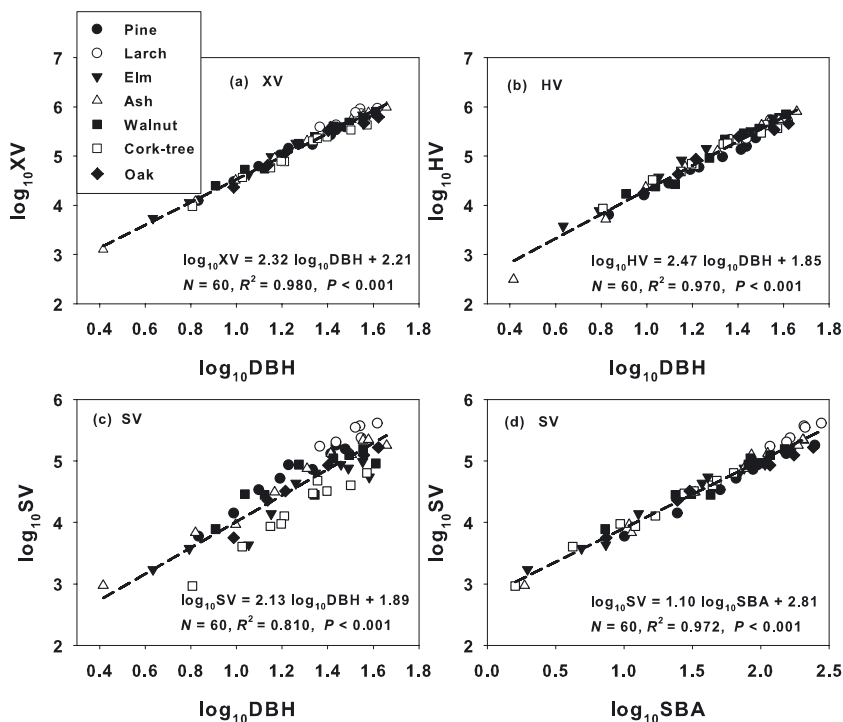 Pine
Larch
Elm
Ash
Walnut
Cork-tree
Oak
7
6
5
4
3
2
log₁₀XV
(a) XV
log₁₀XV = 2.32 log₁₀DBH + 2.21
N = 60, R² = 0.980, P < 0.001
0.4 0.6 0.8 1.0 1.2 1.4 1.6 1.8
log₁₀DBH
7
6
5
4
3
2
log₁₀HV
(b) HV
log₁₀HV = 2.47 log₁₀DBH + 1.85
N = 60, R² = 0.970, P < 0.001
0.4 0.6 0.8 1.0 1.2 1.4 1.6 1.8
log₁₀DBH
6
5
4
3
2
log₁₀SV
(c) SV
log₁₀SV = 2.13 log₁₀DBH + 1.89
N = 60, R² = 0.810, P < 0.001
0.4 0.6 0.8 1.0 1.2 1.4 1.6 1.8
log₁₀DBH
6
5
4
3
2
log₁₀SV
(d) SV
log₁₀SV = 1.10 log₁₀SBA + 2.81
N = 60, R² = 0.972, P < 0.001
0.0 0.5 1.0 1.5 2.0 2.5
log₁₀SBA